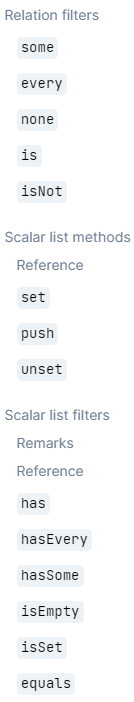 Relation filters
some
every
none
is
isNot
Scalar list methods
Reference
set
push
unset
Scalar list filters
Remarks
Reference
has
hasEvery
hasSome
isEmpty
isSet
equals